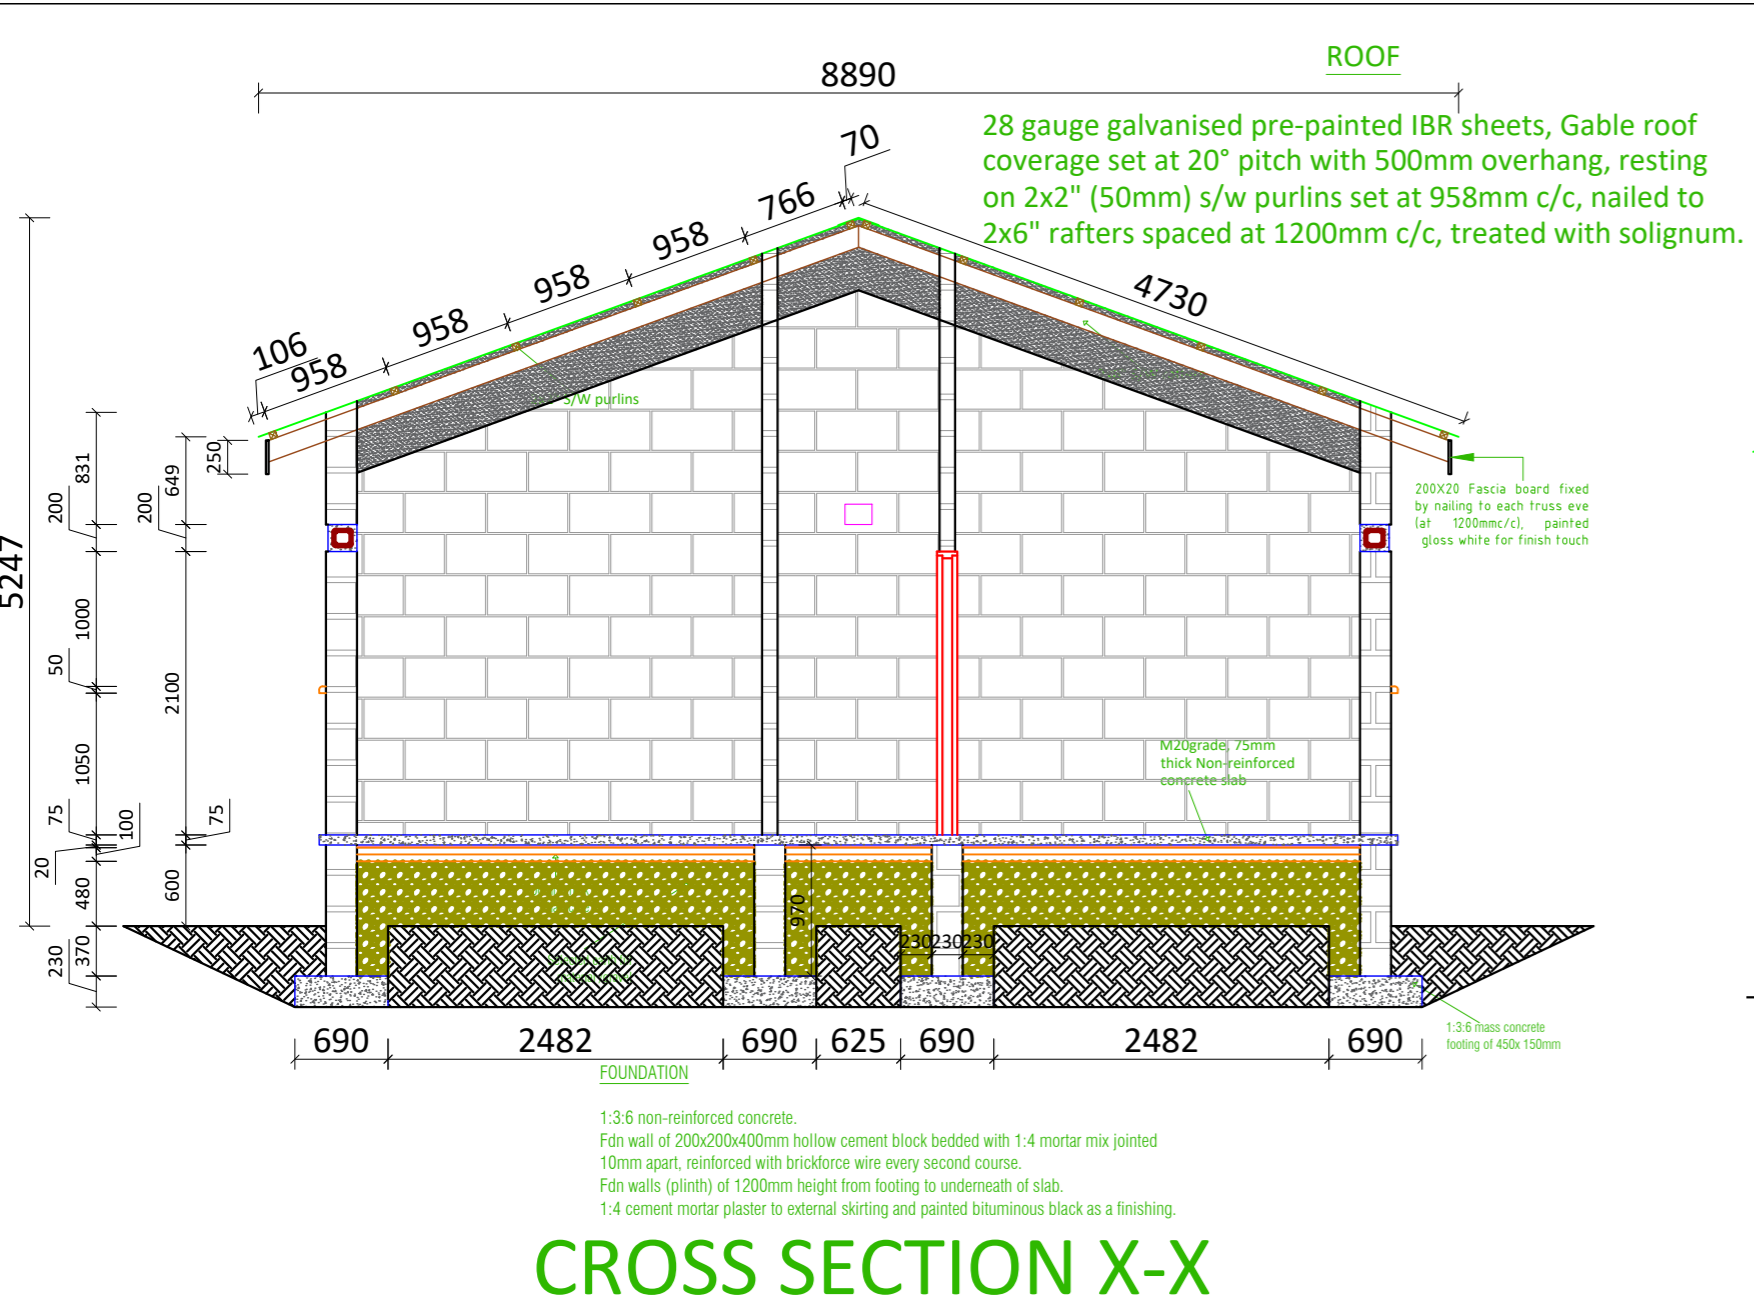 ROOF
8890
28 gauge galvanised pre-painted IBR sheets, Gable roof
coverage set at 20° pitch with 500mm overhang, resting
on 2x2" (50mm) s/w purlins set at 958mm c/c, nailed to
2x6" rafters spaced at 1200mm c/c, treated with solignum.
70
766
958
958
958
958
106
4730
S/W purlins
250
831
649
200
200
5247
1000
50
2100
1050
75
100
75
20
480
600
230
370
200X20 Fascia board fixed
by nailing to each truss eve
(at 1200mmc/c), painted
gloss white for finish touch
M20grade, 75mm
thick Non-reinforced
concrete slab
970
230
230
230
690
2482
690
625
690
2482
690
1:3:6 mass concrete
footing of 450x 150mm
FOUNDATION
1:3:6 non-reinforced concrete.
Fdn wall of 200x200x400mm hollow cement block bedded with 1:4 mortar mix jointed
10mm apart, reinforced with brickforce wire every second course.
Fdn walls (plinth) of 1200mm height from footing to underneath of slab.
1:4 cement mortar plaster to external skirting and painted bituminous black as a finishing.
CROSS SECTION X-X